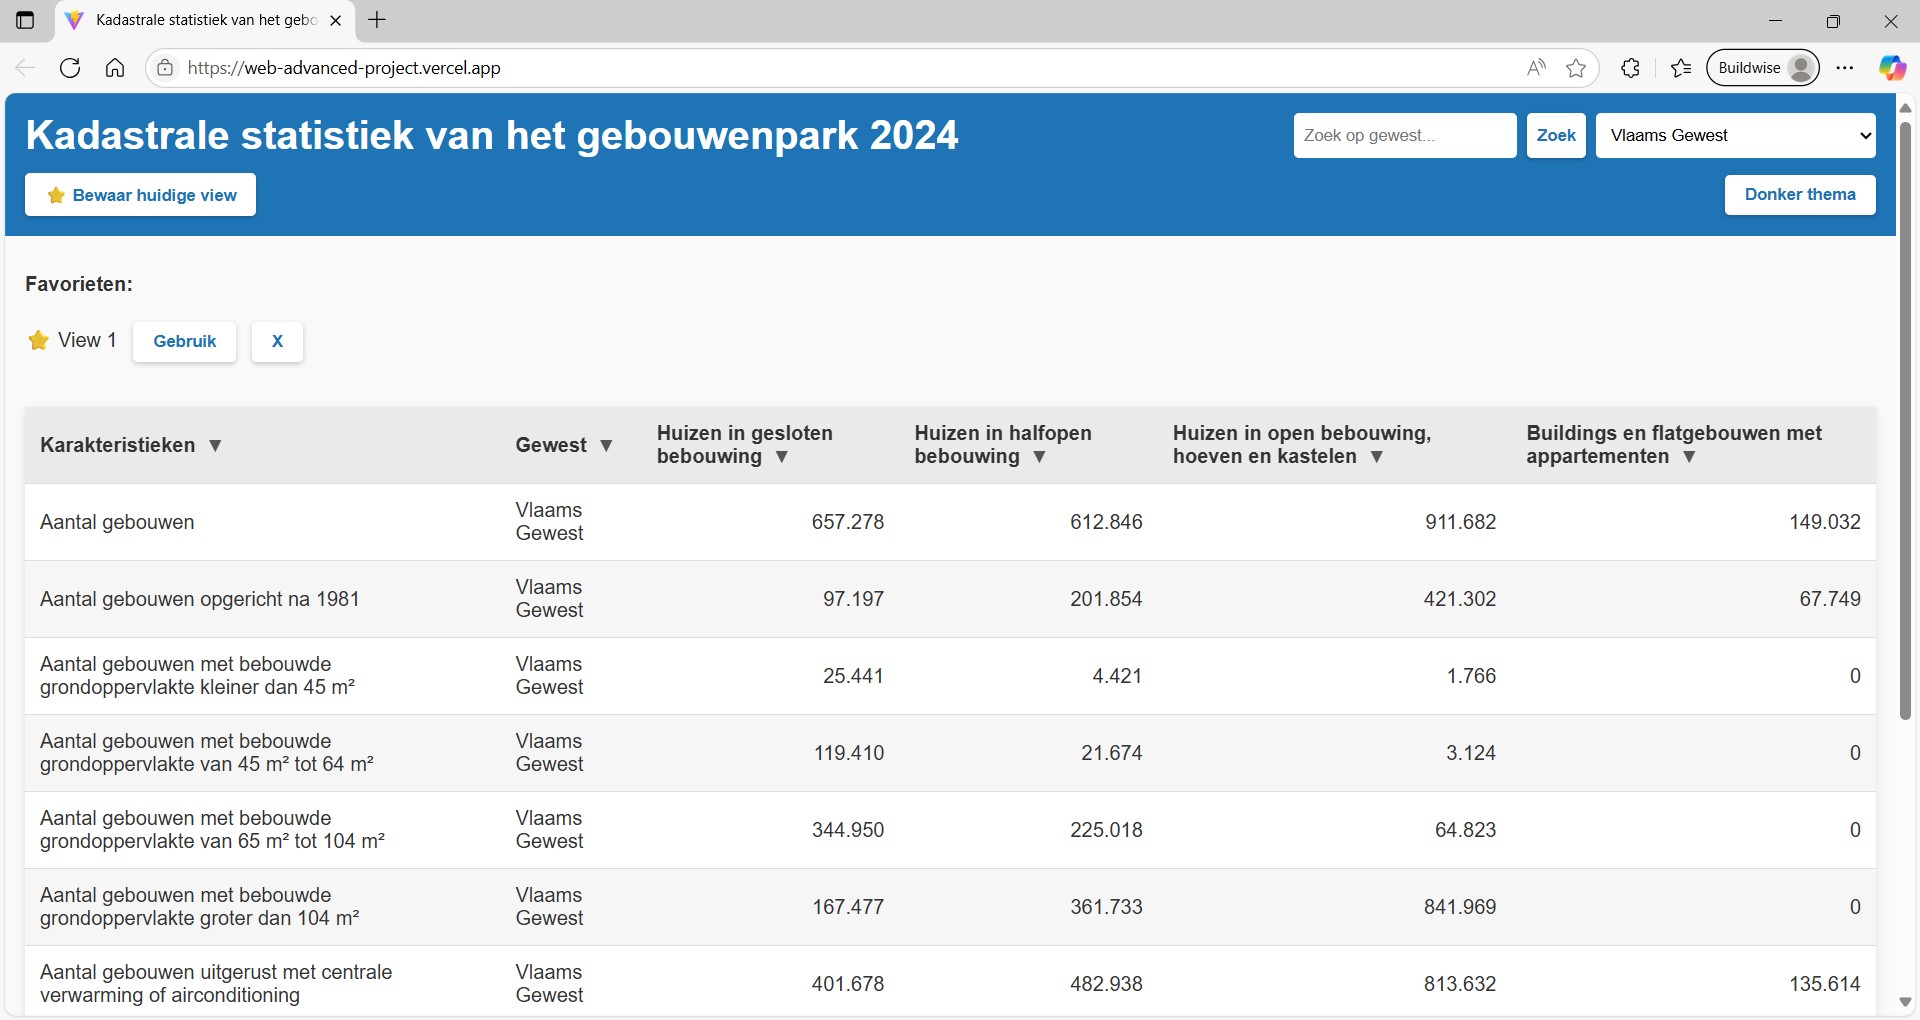 Kadastrale statistiek van het gebo
https://web-advanced-project.vercel.app
Buildwise
Kadastrale statistiek van het gebouwenpark 2024
Zoek op gewest...
Zoek
Vlaams Gewest
Bewaar huidige view
Donker thema
Favorieten:
View 1
Gebruik
X
Karakteristieken ▼
Gewest ▼
Huizen in gesloten
bebouwing ▼
Huizen in halfopen
bebouwing ▼
Huizen in open bebouwing,
hoeven en kastelen ▼
Buildings en flatgebouwen met
appartementen ▼
Aantal gebouwen
Vlaams
Gewest
657.278
612.846
911.682
149.032
Aantal gebouwen opgericht na 1981
Vlaams
Gewest
97.197
201.854
421.302
67.749
Aantal gebouwen met bebouwde
grondoppervlakte kleiner dan 45 m²
Vlaams
Gewest
25.441
4.421
1.766
0
Aantal gebouwen met bebouwde
grondoppervlakte van 45 m² tot 64 m²
Vlaams
Gewest
119.410
21.674
3.124
0
Aantal gebouwen met bebouwde
grondoppervlakte van 65 m² tot 104 m²
Vlaams
Gewest
344.950
225.018
64.823
0
Aantal gebouwen met bebouwde
grondoppervlakte groter dan 104 m²
Vlaams
Gewest
167.477
361.733
841.969
0
Aantal gebouwen uitgerust met centrale
verwarming of airconditioning
Vlaams
Gewest
401.678
482.938
813.632
135.614